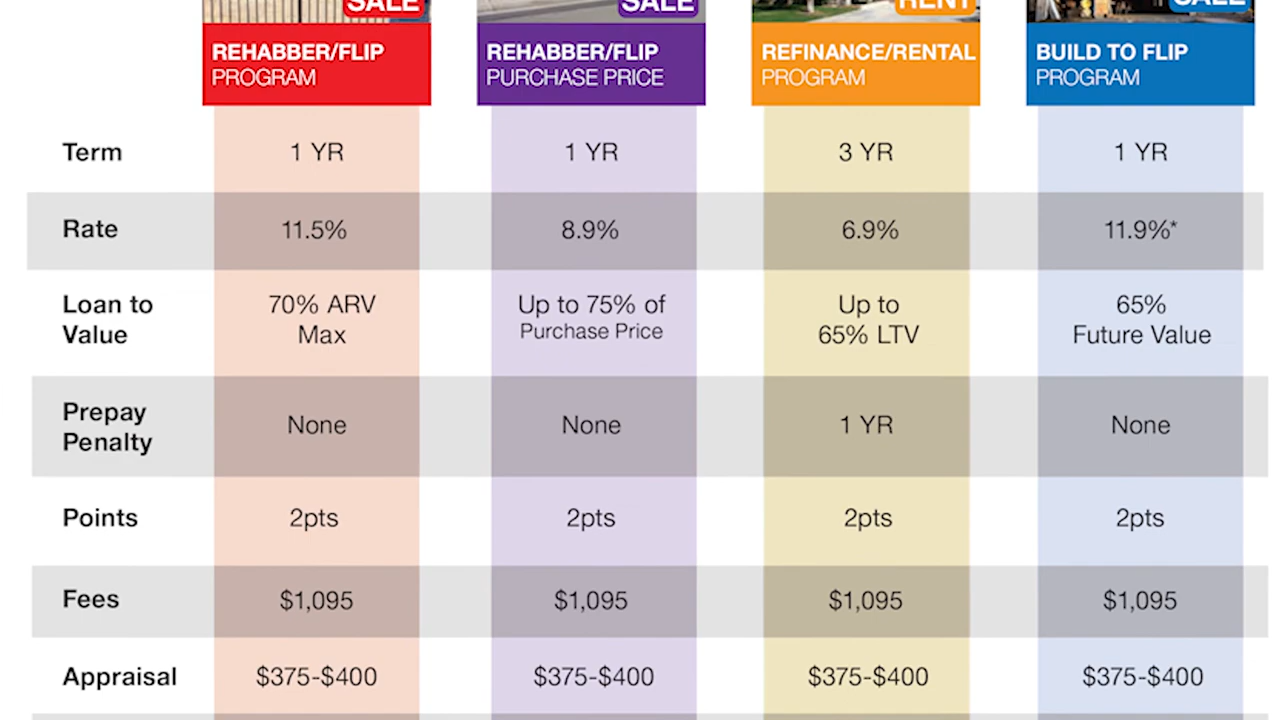 SALE SALE RENT SALE
REHABBER/FLIP REHABBER/FLIP REFINANCE/RENTAL BUILD TO FLIP
PROGRAM PURCHASE PRICE PROGRAM PROGRAM
Term 1 YR 1 YR 3 YR 1 YR
Rate 11.5% 8.9% 6.9% 11.9%*
Loan to 70% ARV Up to 75% of Up to 65%
Value Max Purchase Price 65% LTV Future Value
Prepay
Penalty None None 1 YR None
Points 2pts 2pts 2pts 2pts
Fees $1,095 $1,095 $1,095 $1,095
Appraisal $375-$400 $375-$400 $375-$400 $375-$400